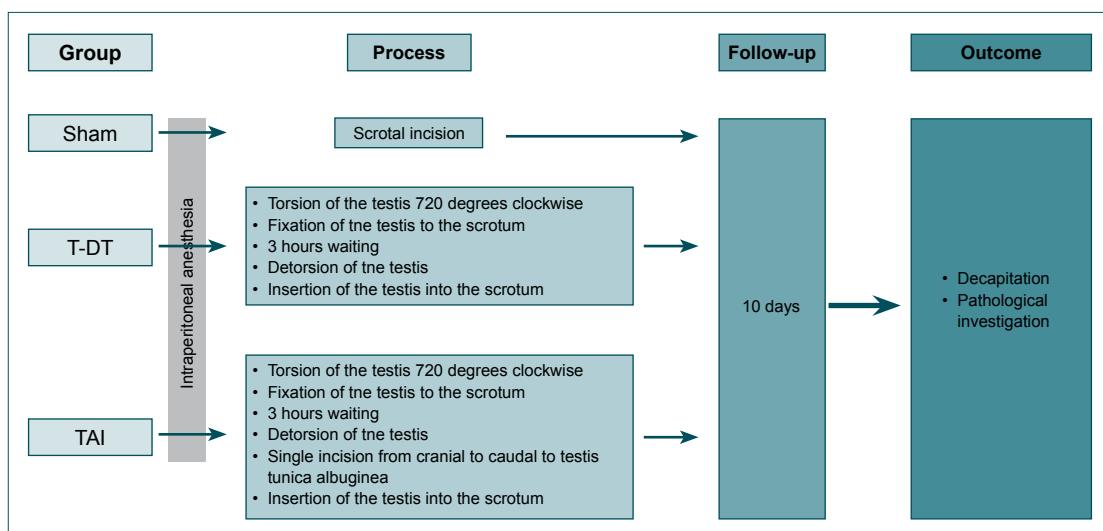 Group
Process
Follow-up
Outcome
Sham
Scrotal incision
Intraperitoneal anesthesia
T-DT
• Torsion of the testis 720 degrees clockwise
• Fixation of the testis to the scrotum
• 3 hours waiting
• Detorsion of tne testis
• Insertion of the testis into the scrotum
TAI
• Torsion of the testis 720 degrees clockwise
• Fixation of the testis to the scrotum
• 3 hours waiting
• Detorsion of tne testis
• Single incision from cranial to caudal to testis
tunica albuginea
• Insertion of the testis into the scrotum
10 days
• Decapitation
• Pathological
investigation